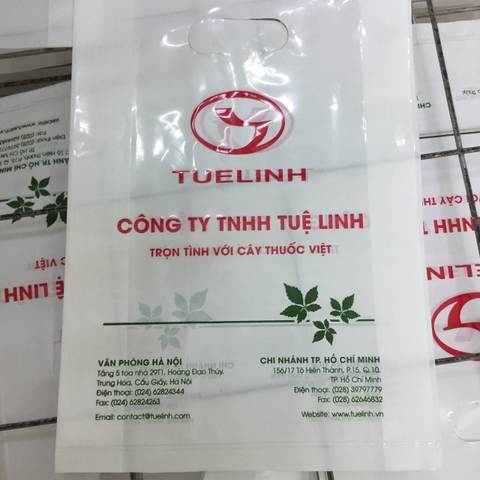 TUELINH
CÔNG TY TNHH TUỆ LINH
TRỌN TÌNH VỚI CÂY THUỐC VIỆT
VĂN PHÒNG HÀ NỘI
Tầng 5 tòa nhà 29T1, Hoàng Đạo Thúy,
Trung Hòa, Cầu Giấy, Hà Nội
Điện thoại: (024) 62824344
Fax: (024) 62824263
Email: contact@tuelinh.com
CHI NHÁNH TP. HỒ CHÍ MINH
156/17 Tô Hiến Thành, P.15, Q.10,
TP. Hồ Chí Minh
Điện thoại: (028) 39797779
Fax: (028) 62646832
Website: www.tuelinh.vn